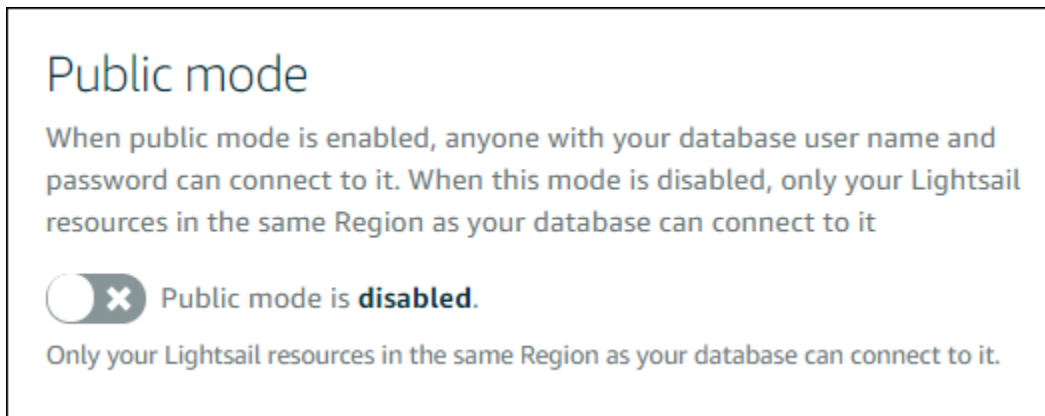 Public mode
When public mode is enabled, anyone with your database user name and
password can connect to it. When this mode is disabled, only your Lightsail
resources in the same Region as your database can connect to it
Public mode is disabled.
Only your Lightsail resources in the same Region as your database can connect to it.